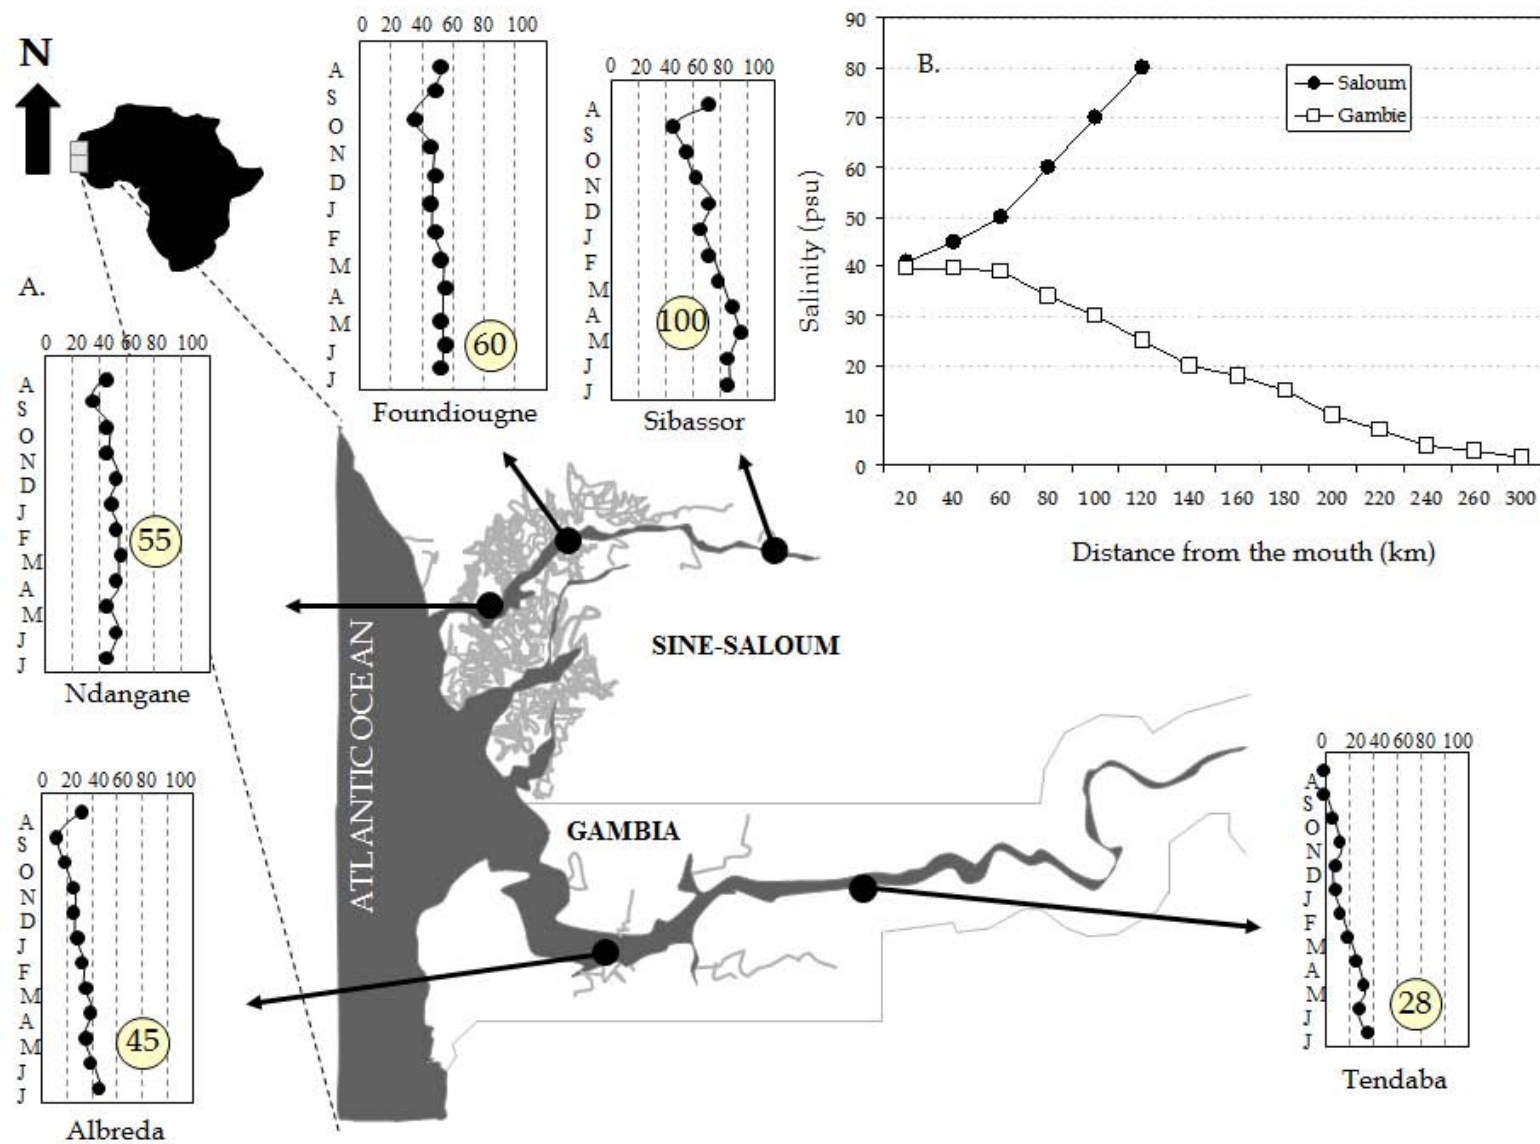 N
A.
0 20 40 60 80 100
A
S
O
N
D
J
F
M
A
M
J
J
60
Foundiougne
0 20 40 60 80 100
A
S
O
N
D
J
F
M
A
M
J
J
100
Sibassor
B.
Saloum
Gambie
Salinity (psu)
90
80
70
60
50
40
30
20
10
0
20 40 60 80 100 120 140 160 180 200 220 240 260 300
Distance from the mouth (km)
0 20 40 60 80 100
A
S
O
N
D
J
F
M
A
M
J
J
55
Ndangane
ATLANTIC OCEAN
SINE-SALOUM
GAMBIA
0 20 40 60 80 100
A
S
O
N
D
J
F
M
A
M
J
J
45
Albreda
0 20 40 60 80 100
A
S
O
N
D
J
F
M
A
M
J
J
28
Tendaba